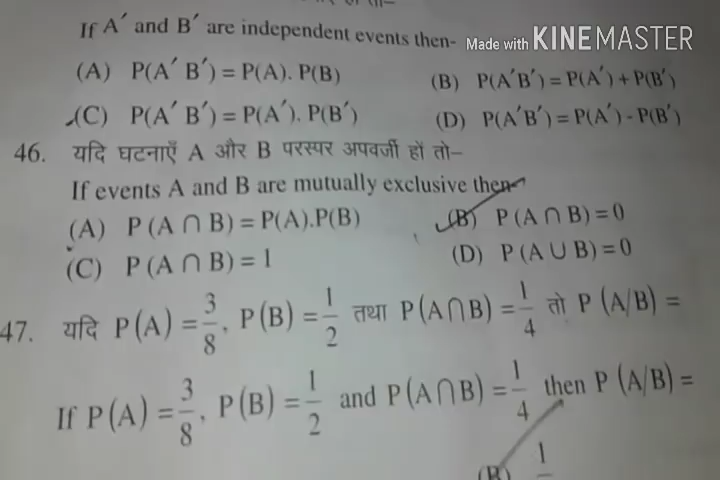 If A′ and B′ are independent events then-
Made with KINEMASTER
(A) P(A′ B′) = P(A). P(B)
(B) P(A′B′) = P(A′) + P(B′)
(C) P(A′ B′) = P(A′). P(B′)
(D) P(A′B′) = P(A′) - P(B′)
46. यदि घटनाएँ A और B परस्पर अपवर्जी हों तो–
If events A and B are mutually exclusive then-
(A) P (A ∩ B) = P(A).P(B)
(B) P (A ∩ B) = 0
(C) P (A ∩ B) = 1
(D) P (A ∪ B) = 0
47. यदि P(A) = 3/8, P(B) = 1/2 तथा P(A∩B) = 1/4 तो P (A/B) =
If P(A) = 3/8, P(B) = 1/2 and P(A∩B) = 1/4 then P (A/B) =
(B) 1